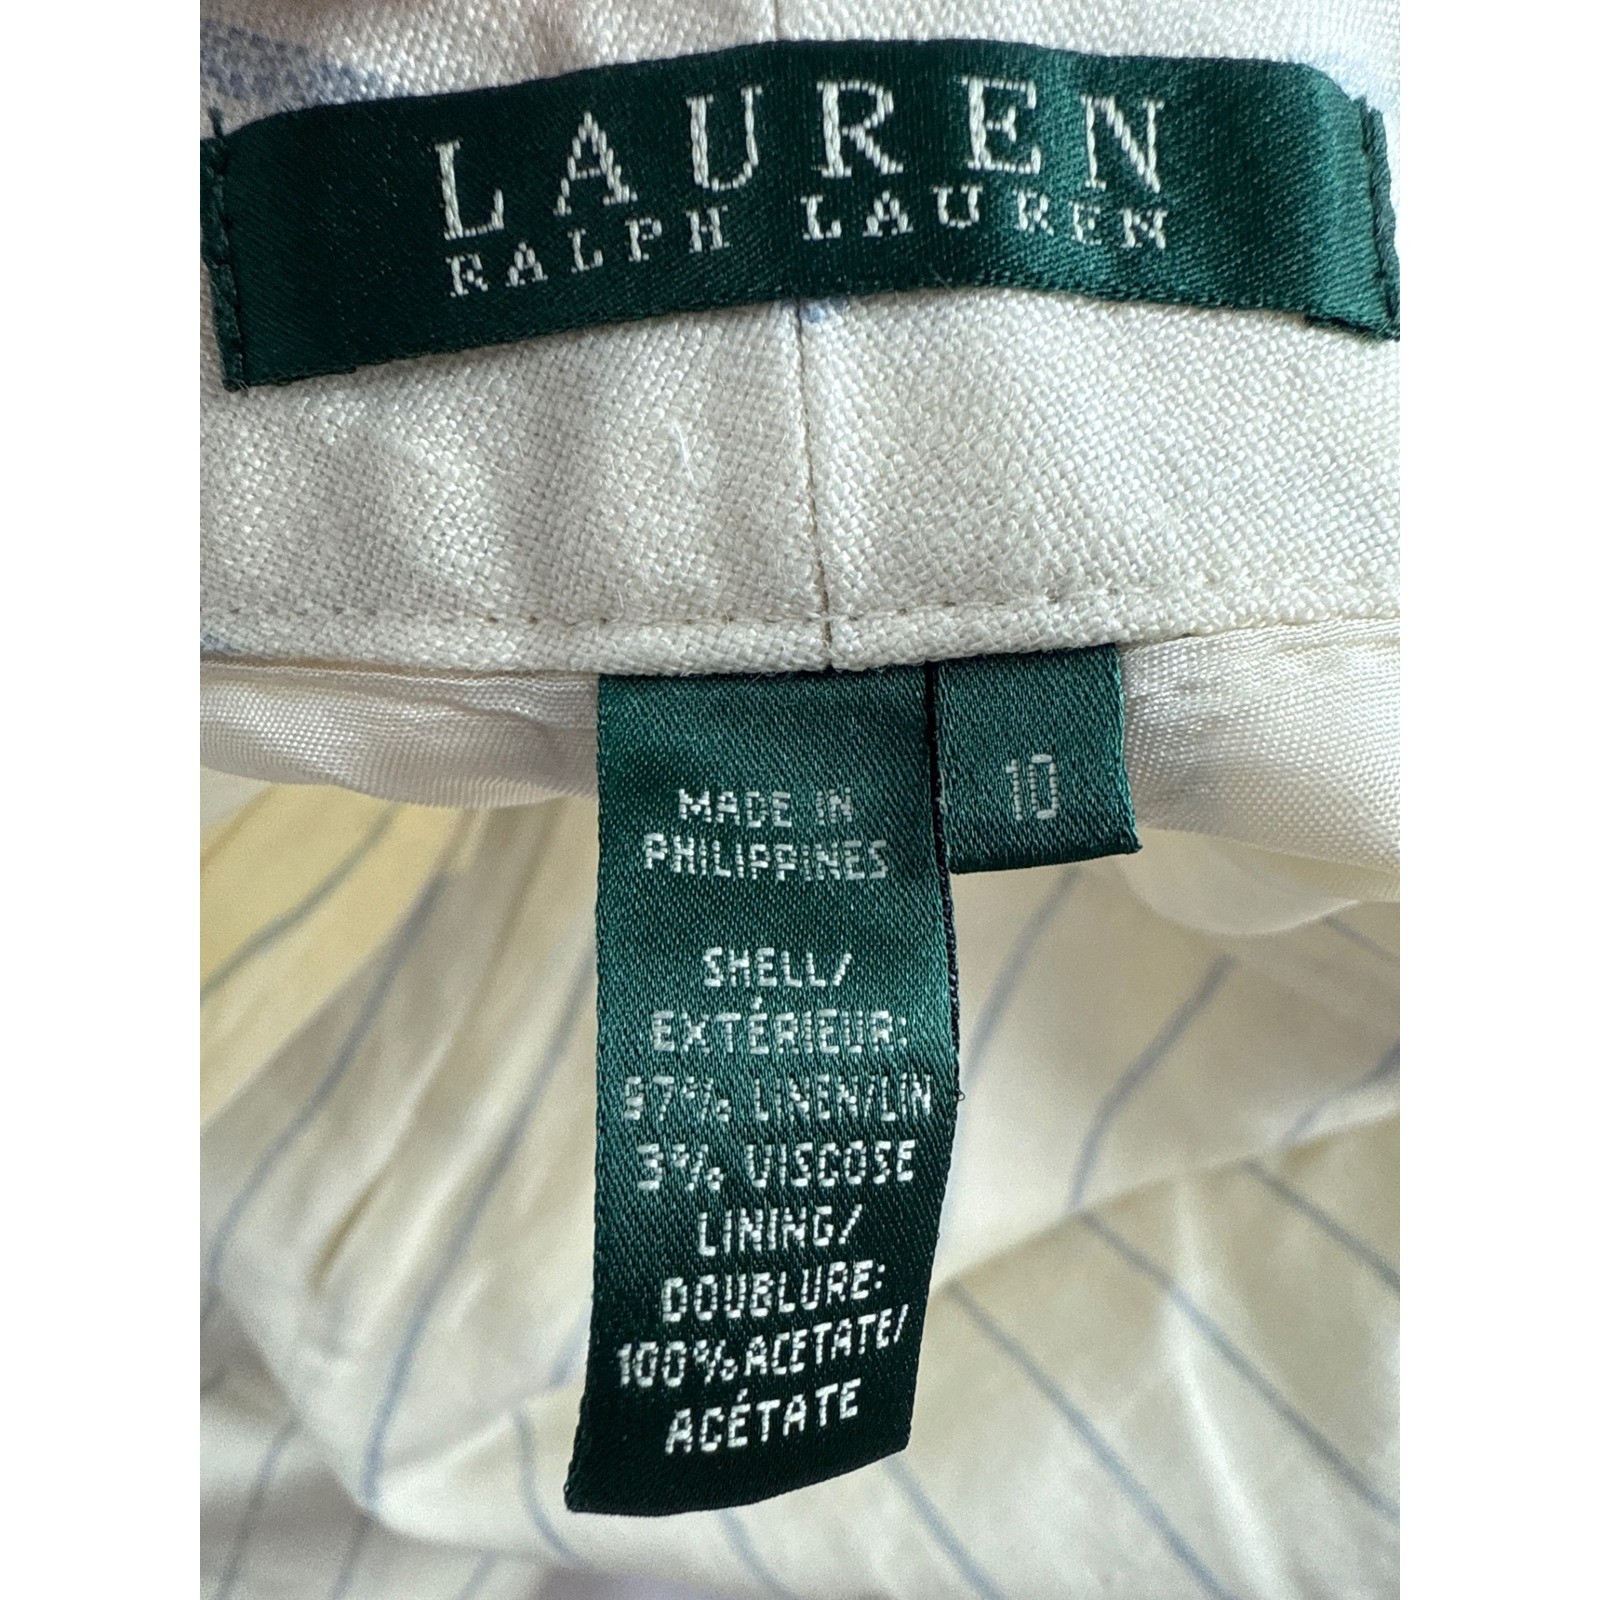 LAUREN
RALPH LAUREN
10
MADE IN
PHILIPPINES
SHELL/
EXTÉRIEUR:
97% LINEN/LIN
3% VISCOSE
LINING/
DOUBLURE:
100% ACETATE/
ACÉTATE